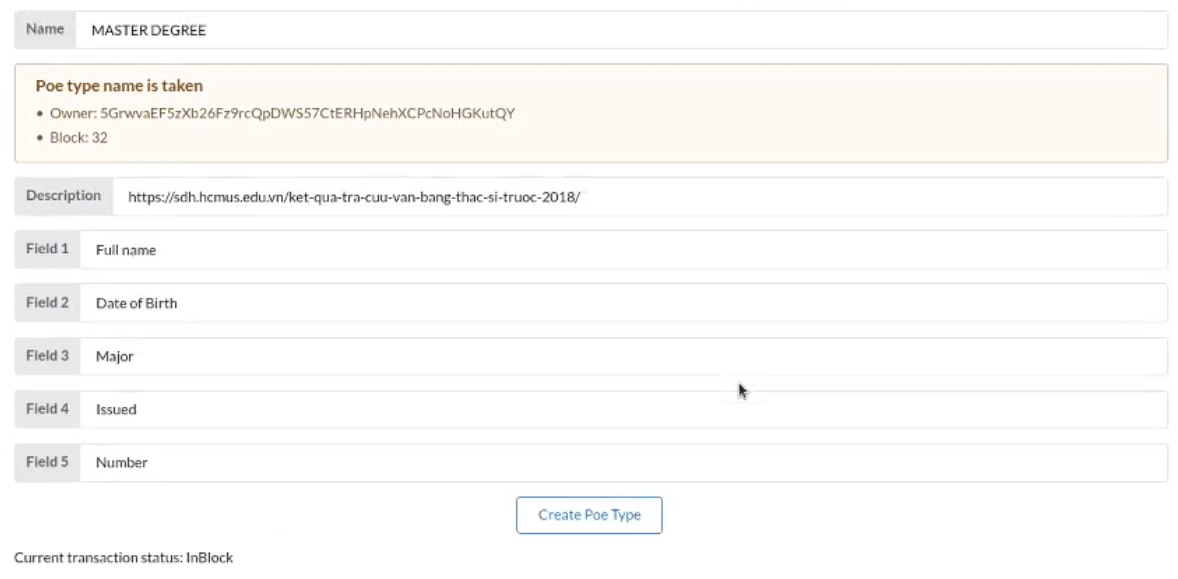 Name MASTER DEGREE
Poe type name is taken
• Owner: 5GrwvaEF5zXb26Fz9rcQpDWS57CtERHpNehXCPcNoHGKutQY
• Block: 32
Description https://sdh.hcmus.edu.vn/ket-qua-tra-cuu-van-bang-thac-si-truoc-2018/
Field 1 Full name
Field 2 Date of Birth
Field 3 Major
Field 4 Issued
Field 5 Number
Create Poe Type
Current transaction status: InBlock